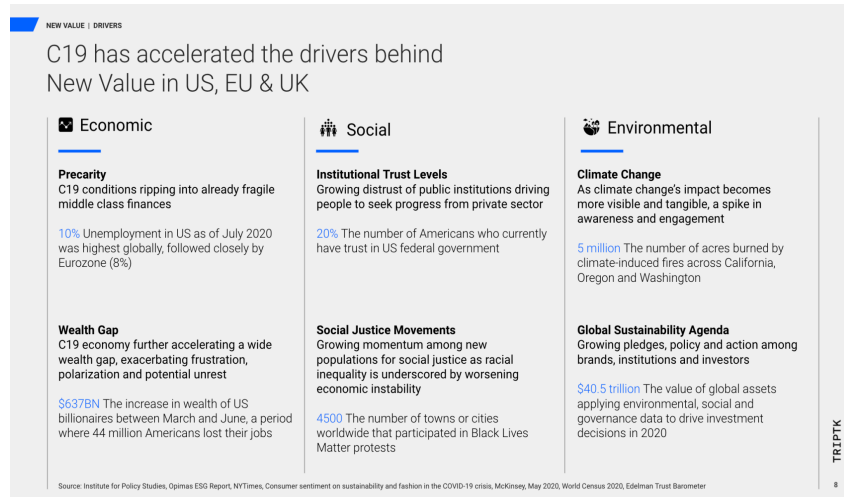 NEW VALUE | DRIVERS
C19 has accelerated the drivers behind
New Value in US, EU & UK
Economic
Precarity
C19 conditions ripping into already fragile
middle class finances
10% Unemployment in US as of July 2020
was highest globally, followed closely by
Eurozone (8%)
Wealth Gap
C19 economy further accelerating a wide
wealth gap, exacerbating frustration,
polarization and potential unrest
$637BN The increase in wealth of US
billionaires between March and June, a period
where 44 million Americans lost their jobs
Social
Institutional Trust Levels
Growing distrust of public institutions driving
people to seek progress from private sector
20% The number of Americans who currently
have trust in US federal government
Social Justice Movements
Growing momentum among new
populations for social justice as racial
inequality is underscored by worsening
economic instability
4500 The number of towns or cities
worldwide that participated in Black Lives
Matter protests
Environmental
Climate Change
As climate change's impact becomes
more visible and tangible, a spike in
awareness and engagement
5 million The number of acres burned by
climate-induced fires across California,
Oregon and Washington
Global Sustainability Agenda
Growing pledges, policy and action among
brands, institutions and investors
$40.5 trillion The value of global assets
applying environmental, social and
governance data to drive investment
decisions in 2020
TRIPTK
Source: Institute for Policy Studies, Opimas ESG Report, NYTimes, Consumer sentiment on sustainability and fashion in the COVID-19 crisis, McKinsey, May 2020, World Census 2020, Edelman Trust Barometer
8